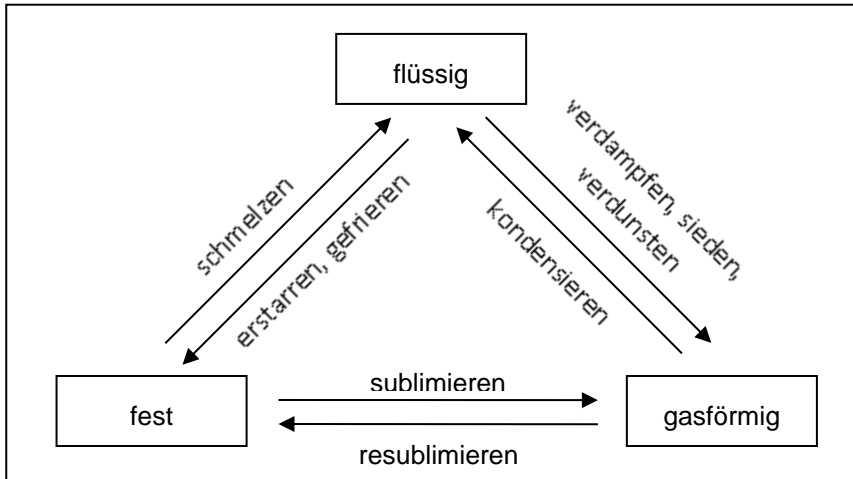 flüssig
schmelzen
erstarren, gefrieren
kondensieren
verdampfen, sieden,
verdunsten
fest
sublimieren
resublimieren
gasförmig